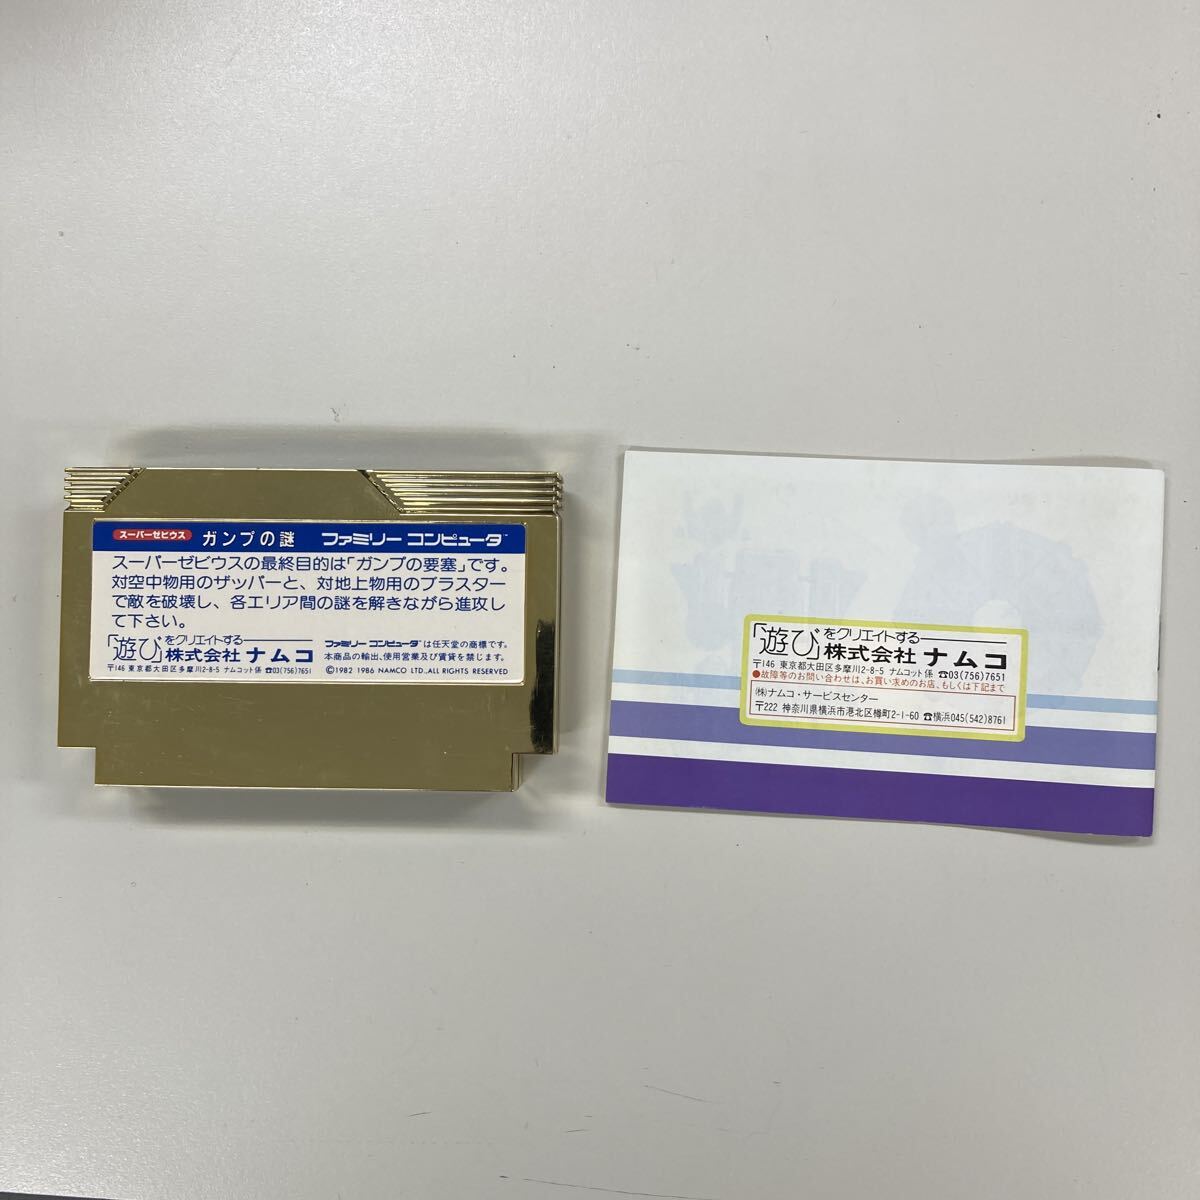 スーパーゼビウス ガンプの謎 ファミリー コンピュータ
スーパーゼビウスの最終目的は「ガンプの要塞」です。
対空中物用のザッパーと、対地上物用のブラスター
で敵を破壊し、各エリア間の謎を解きながら進攻し
て下さい。
「遊び」をクリエイトする
株式会社 ナムコ
〒146 東京都大田区多摩川2-8-5 ナムコット係 ☎03(756)7651
ファミリー コンピュータは任天堂の商標です。
本商品の輸出、使用営業及び賃貸を禁じます。
©1982 1986 NAMCO LTD.,ALL RIGHTS RESERVED
「遊び」をクリエイトする
株式会社 ナムコ
〒146 東京都大田区多摩川2-8-5 ナムコット係 ☎03(756)7651
●故障等のお問い合わせは、お買い求めのお店、もしくは下記まで
(株)ナムコ・サービスセンター
〒222 神奈川県横浜市港北区樽町2-1-60 ☎横浜045(542)8761